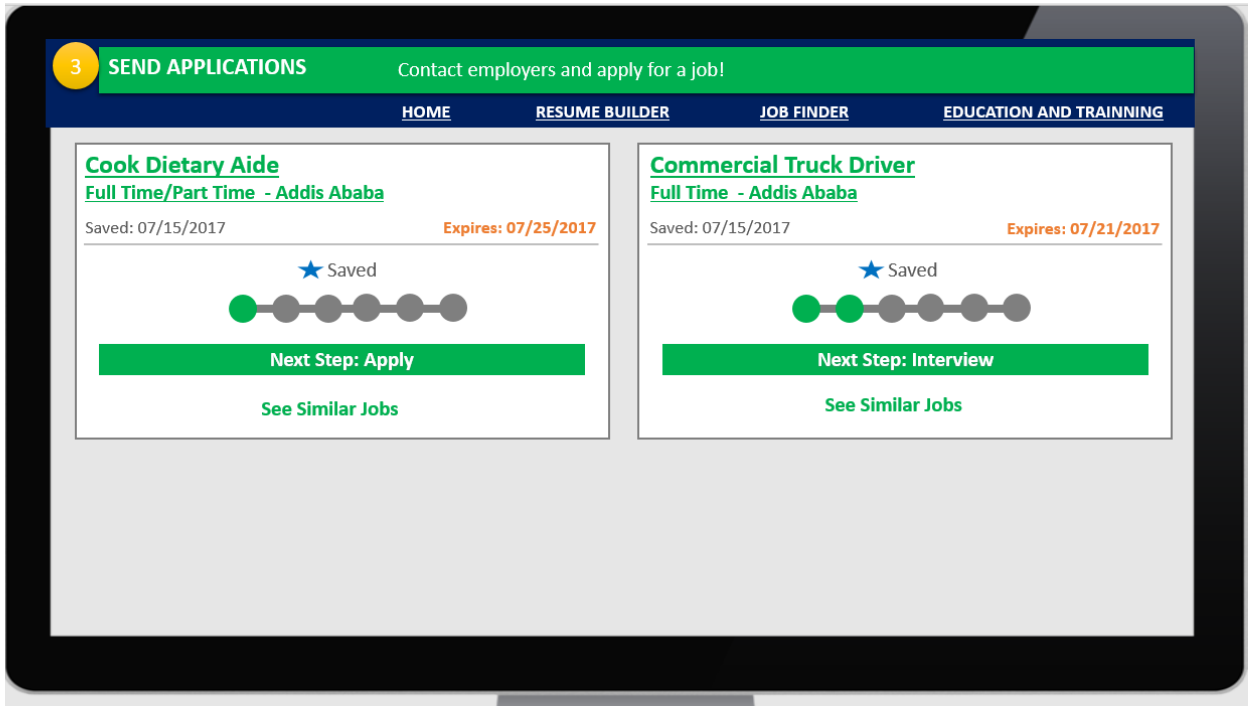 3
SEND APPLICATIONS
Contact employers and apply for a job!
HOME RESUME BUILDER JOB FINDER EDUCATION AND TRAINNING
Cook Dietary Aide
Full Time/Part Time - Addis Ababa
Saved: 07/15/2017 Expires: 07/25/2017
Saved
Next Step: Apply
See Similar Jobs
Commercial Truck Driver
Full Time - Addis Ababa
Saved: 07/15/2017 Expires: 07/21/2017
Saved
Next Step: Interview
See Similar Jobs